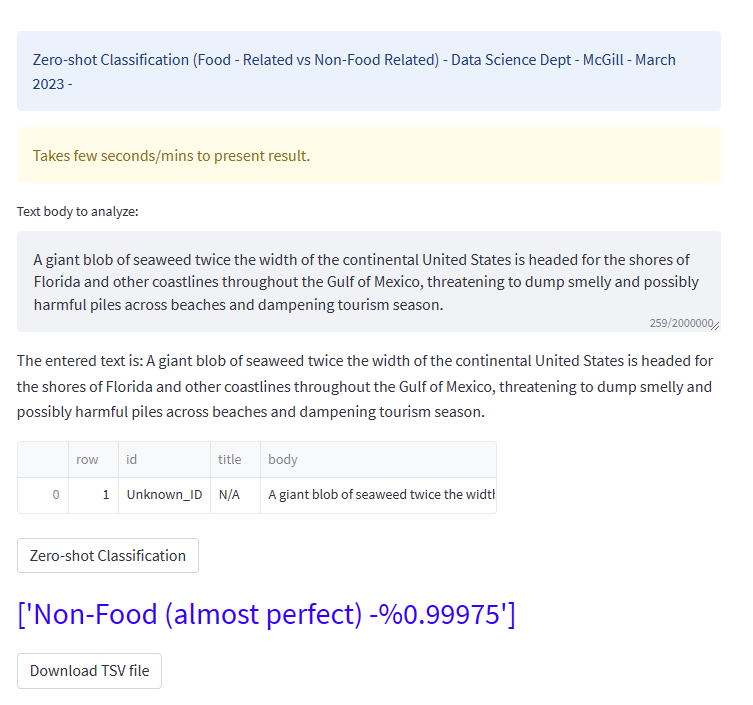 Zero-shot Classification (Food - Related vs Non-Food Related) - Data Science Dept - McGill - March
2023 -
Takes few seconds/mins to present result.
Text body to analyze:
A giant blob of seaweed twice the width of the continental United States is headed for the shores of
Florida and other coastlines throughout the Gulf of Mexico, threatening to dump smelly and possibly
harmful piles across beaches and dampening tourism season.
259/2000000
The entered text is: A giant blob of seaweed twice the width of the continental United States is headed for
the shores of Florida and other coastlines throughout the Gulf of Mexico, threatening to dump smelly and
possibly harmful piles across beaches and dampening tourism season.
row id title body
0 1 Unknown_ID N/A A giant blob of seaweed twice the width
Zero-shot Classification
['Non-Food (almost perfect) -%0.99975']
Download TSV file